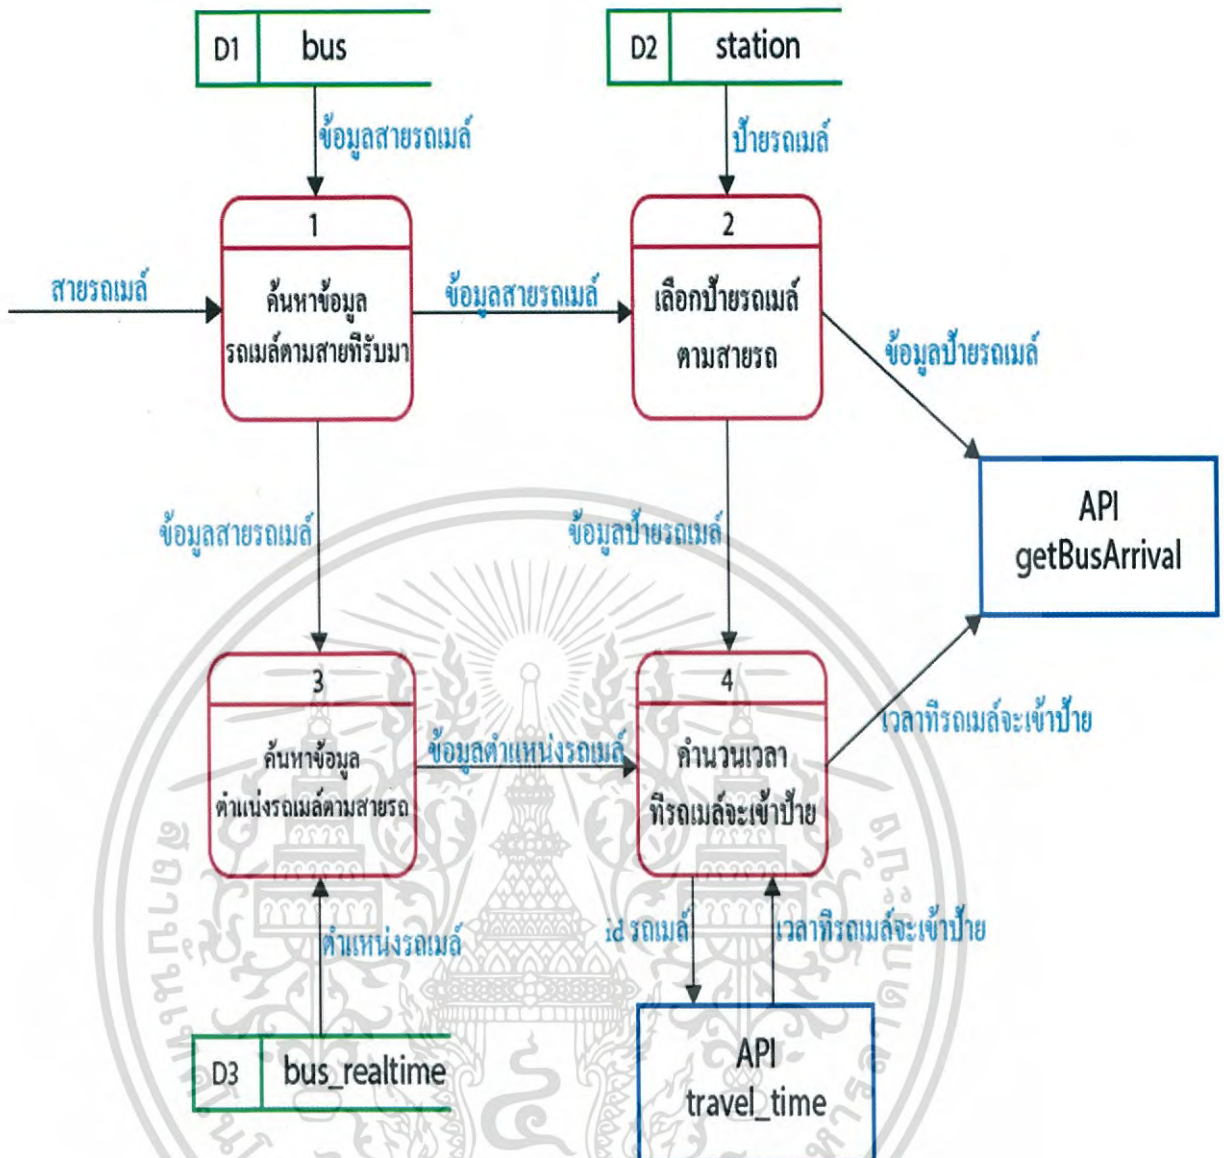 D1 bus
D2 station
ข้อมูลสายรถเมล์
ป้ายรถเมล์
1
2
สายรถเมล์
ค้นหาข้อมูล
รถเมล์ตามสายที่รับมา
ข้อมูลสายรถเมล์
เลือกป้ายรถเมล์
ตามสายรถ
ข้อมูลป้ายรถเมล์
API
getBusArrival
ข้อมูลสายรถเมล์
ข้อมูลป้ายรถเมล์
3
4
ค้นหาข้อมูล
ตำแน่งรถเมล์ตามสายรถ
ข้อมูลตำแหน่งรถเมล์
คำนวนเวลา
ที่รถเมล์จะเข้าป้าย
เวลาที่รถเมล์จะเข้าป้าย
ตำแหน่งรถเมล์
id รถเมล์
เวลาที่รถเมล์จะเข้าป้าย
D3 bus_realtime
API
travel_time